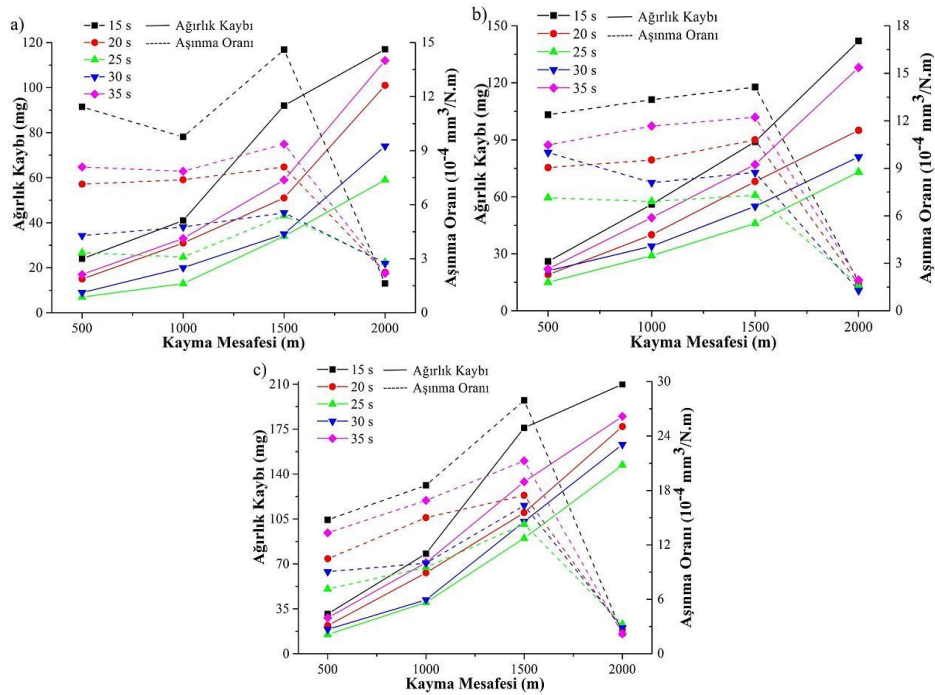 a)
15 s
20 s
25 s
30 s
35 s
Ağırlık Kaybı
Aşınma Oranı
Ağırlık Kaybı (mg)
120
100
80
60
40
20
0
15
12
9
6
3
0
Aşınma Oranı (10⁻⁴ mm³/N.m)
500 1000 1500 2000
Kayma Mesafesi (m)
b)
15 s
20 s
25 s
30 s
35 s
Ağırlık Kaybı
Aşınma Oranı
Ağırlık Kaybı (mg)
150
120
90
60
30
0
18
15
12
9
6
3
0
Aşınma Oranı (10⁻⁴ mm³/N.m)
500 1000 1500 2000
Kayma Mesafesi (m)
c)
15 s
20 s
25 s
30 s
35 s
Ağırlık Kaybı
Aşınma Oranı
Ağırlık Kaybı (mg)
210
175
140
105
70
35
0
30
27
24
18
12
6
0
Aşınma Oranı (10⁻⁴ mm³/N.m)
500 1000 1500 2000
Kayma Mesafesi (m)